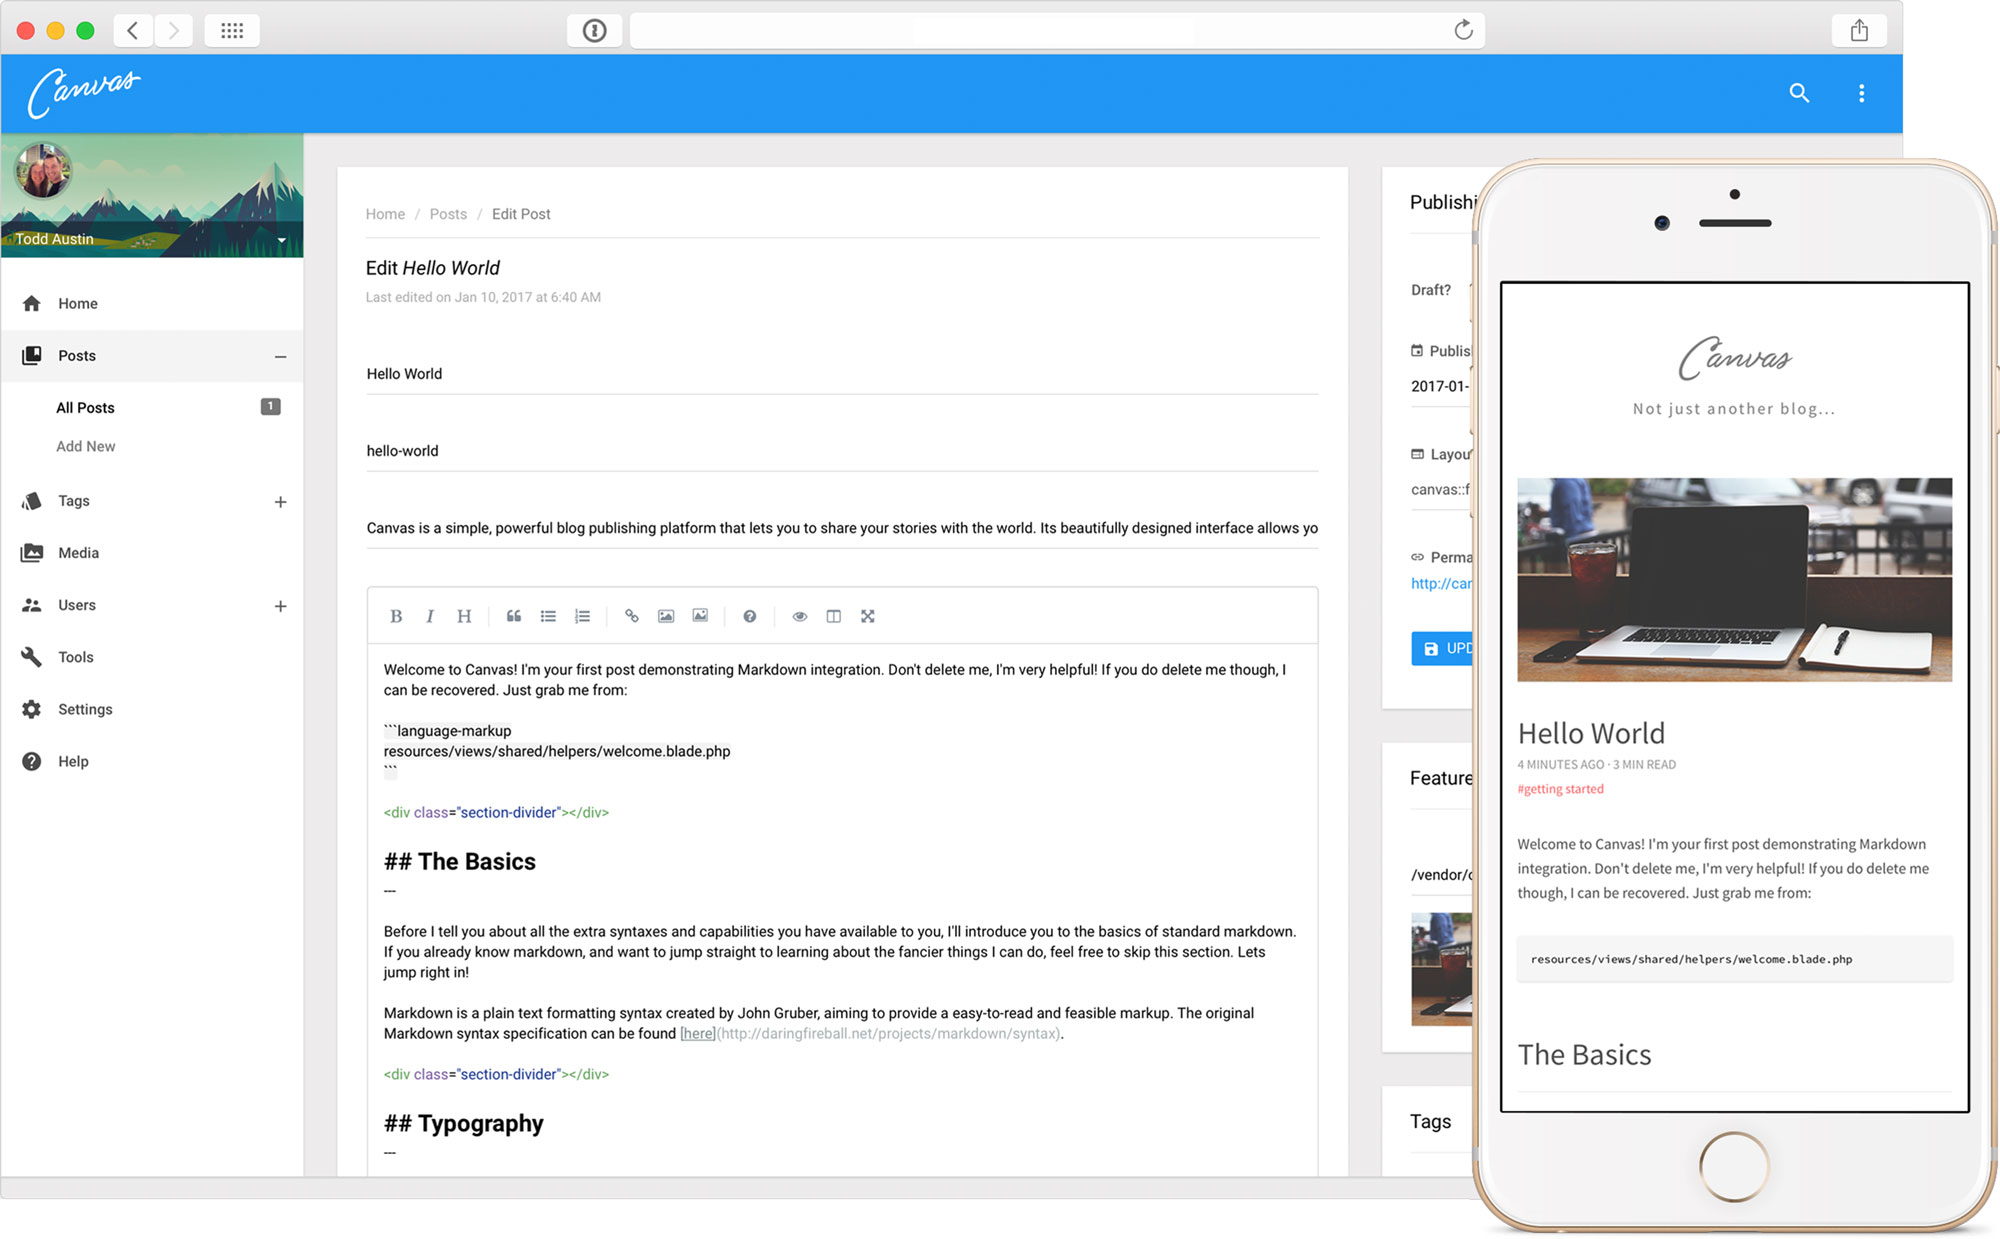 Canvas
Todd Austin
Home
Posts
All Posts
1
Add New
Tags
Media
Users
Tools
Settings
Help
Home / Posts / Edit Post
Edit Hello World
Last edited on Jan 10, 2017 at 6:40 AM
Hello World
hello-world
Canvas is a simple, powerful blog publishing platform that lets you to share your stories with the world. Its beautifully designed interface allows yo
B I H
Welcome to Canvas! I'm your first post demonstrating Markdown integration. Don't delete me, I'm very helpful! If you do delete me though, I
can be recovered. Just grab me from:
```language-markup
resources/views/shared/helpers/welcome.blade.php
```
<div class="section-divider"></div>
## The Basics
---
Before I tell you about all the extra syntaxes and capabilities you have available to you, I'll introduce you to the basics of standard markdown.
If you already know markdown, and want to jump straight to learning about the fancier things I can do, feel free to skip this section. Lets
jump right in!
Markdown is a plain text formatting syntax created by John Gruber, aiming to provide a easy-to-read and feasible markup. The original
Markdown syntax specification can be found [here](http://daringfireball.net/projects/markdown/syntax).
<div class="section-divider"></div>
## Typography
---
Publishi
Draft?
Publis
2017-01-
Layou
canvas::f
Perma
http://car
UPD
Feature
/vendor/c
Tags
Canvas
Not just another blog...
Hello World
4 MINUTES AGO · 3 MIN READ
#getting started
Welcome to Canvas! I'm your first post demonstrating Markdown
integration. Don't delete me, I'm very helpful! If you do delete me
though, I can be recovered. Just grab me from:
resources/views/shared/helpers/welcome.blade.php
The Basics